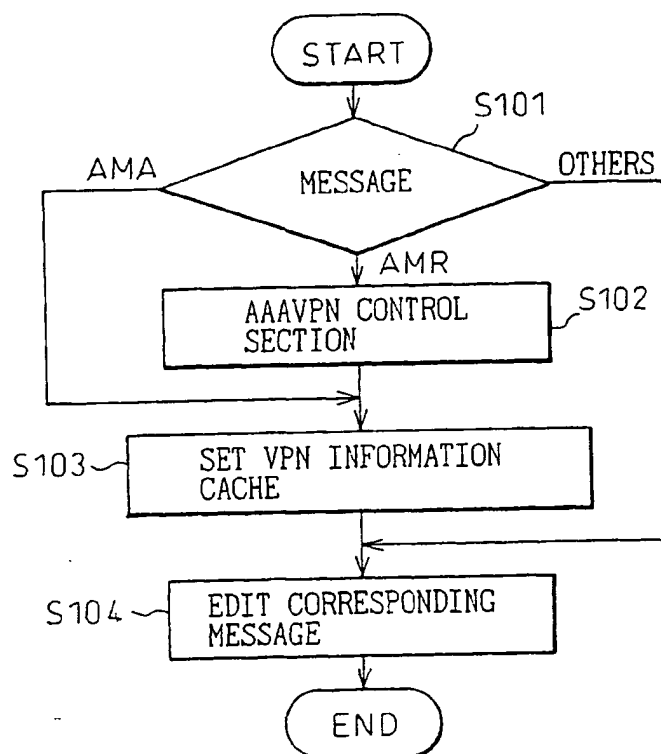 START
S101
AMA
MESSAGE
OTHERS
AMR
AAAVPN CONTROL
SECTION
S102
S103
SET VPN INFORMATION
CACHE
S104
EDIT CORRESPONDING
MESSAGE
END